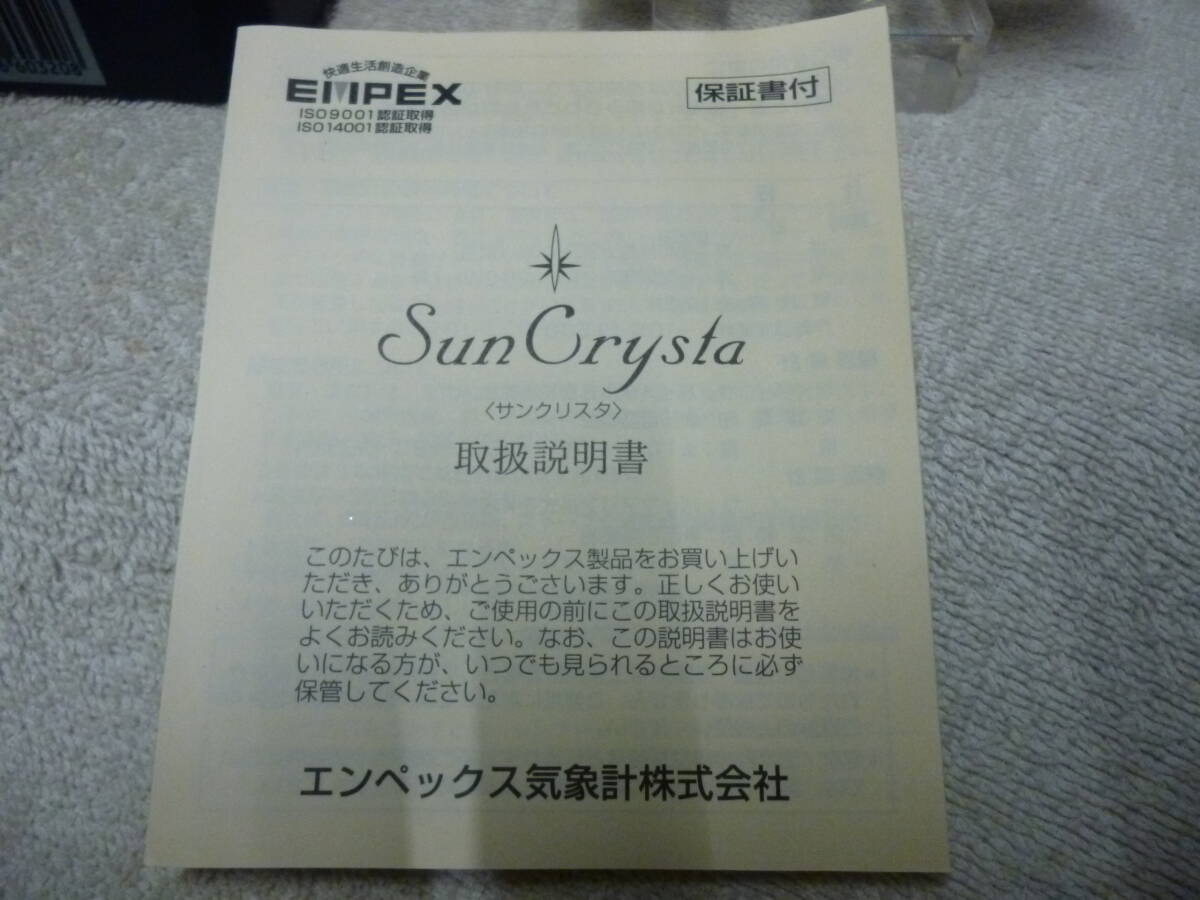 快適生活創造企業
EMPEX
ISO9001認証取得
ISO14001認証取得
保証書付
Sun Crysta
〈サンクリスタ〉
取扱説明書
このたびは、エンペックス製品をお買い上げい
ただき、ありがとうございます。正しくお使い
いただくため、ご使用の前にこの取扱説明書を
よくお読みください。なお、この説明書はお使
いになる方が、いつでも見られるところに必ず
保管してください。
エンペックス気象計株式会社